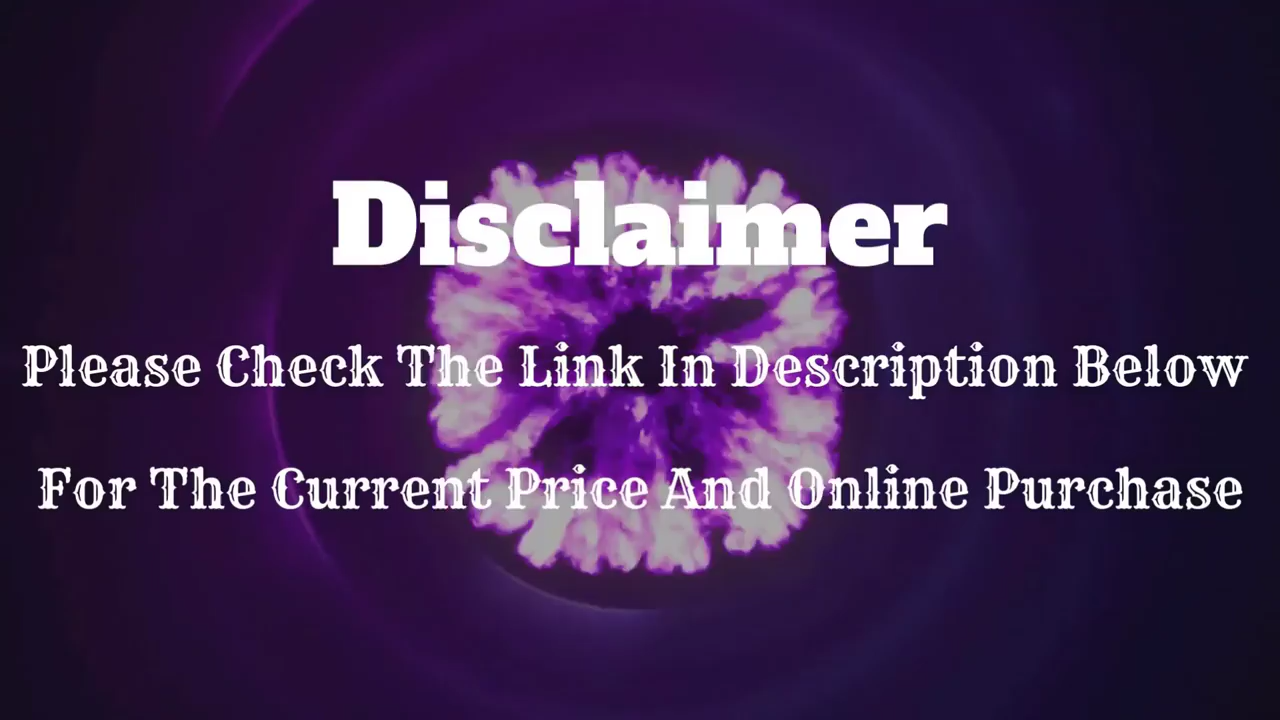 Disclaimer
Please Check The Link In Description Below
For The Current Price And Online Purchase